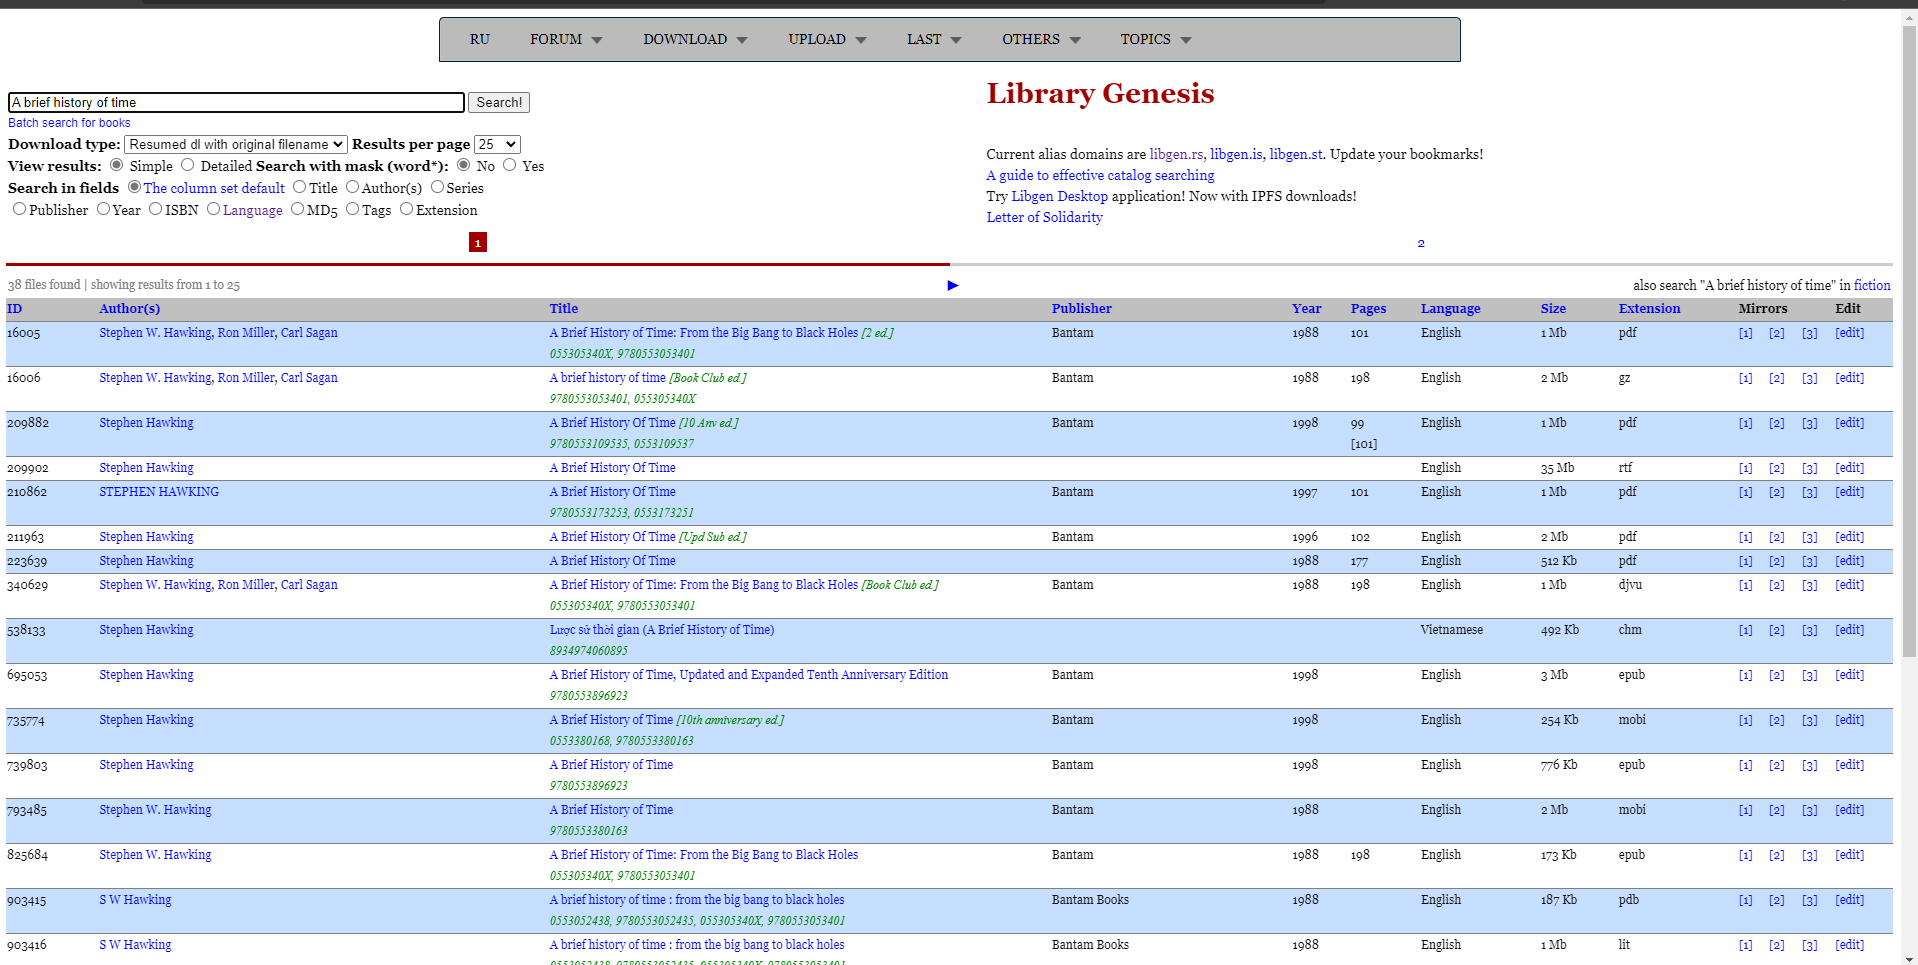 RU FORUM DOWNLOAD UPLOAD LAST OTHERS TOPICS
Library Genesis
A brief history of time Search!
Batch search for books
Download type: Resumed dl with original filename Results per page 25
View results: Simple Detailed Search with mask (word*): No Yes
Search in fields The column set default Title Author(s) Series
Publisher Year ISBN Language MD5 Tags Extension
Current alias domains are libgen.rs, libgen.is, libgen.st. Update your bookmarks!
A guide to effective catalog searching
Try Libgen Desktop application! Now with IPFS downloads!
Letter of Solidarity
1 2
38 files found | showing results from 1 to 25 ► also search "A brief history of time" in fiction
ID Author(s) Title Publisher Year Pages Language Size Extension Mirrors Edit
16005 Stephen W. Hawking, Ron Miller, Carl Sagan A Brief History of Time: From the Big Bang to Black Holes [2 ed.] Bantam 1988 101 English 1 Mb pdf [1] [2] [3] [edit]
055305340X, 9780553053401
16006 Stephen W. Hawking, Ron Miller, Carl Sagan A brief history of time [Book Club ed.] Bantam 1988 198 English 2 Mb gz [1] [2] [3] [edit]
9780553053401, 055305340X
209882 Stephen Hawking A Brief History Of Time [10 Anv ed.] Bantam 1998 99 English 1 Mb pdf [1] [2] [3] [edit]
9780553109535, 0553109537 [101]
209902 Stephen Hawking A Brief History Of Time English 35 Mb rtf [1] [2] [3] [edit]
210862 STEPHEN HAWKING A Brief History Of Time Bantam 1997 101 English 1 Mb pdf [1] [2] [3] [edit]
9780553173253, 0553173251
211963 Stephen Hawking A Brief History Of Time [Upd Sub ed.] Bantam 1996 102 English 2 Mb pdf [1] [2] [3] [edit]
223639 Stephen Hawking A Brief History Of Time 1988 177 English 512 Kb pdf [1] [2] [3] [edit]
340629 Stephen W. Hawking, Ron Miller, Carl Sagan A Brief History of Time: From the Big Bang to Black Holes [Book Club ed.] Bantam 1988 198 English 1 Mb djvu [1] [2] [3] [edit]
055305340X, 9780553053401
538133 Stephen Hawking Lược sử thời gian (A Brief History of Time) Vietnamese 492 Kb chm [1] [2] [3] [edit]
8934974060895
695053 Stephen Hawking A Brief History of Time, Updated and Expanded Tenth Anniversary Edition Bantam 1998 English 3 Mb epub [1] [2] [3] [edit]
9780553896923
735774 Stephen Hawking A Brief History of Time [10th anniversary ed.] Bantam 1998 English 254 Kb mobi [1] [2] [3] [edit]
0553380168, 9780553380163
739803 Stephen Hawking A Brief History of Time Bantam 1998 English 776 Kb epub [1] [2] [3] [edit]
9780553896923
793485 Stephen W. Hawking A Brief History of Time Bantam 1988 English 2 Mb mobi [1] [2] [3] [edit]
9780553380163
825684 Stephen W. Hawking A Brief History of Time: From the Big Bang to Black Holes Bantam 1988 198 English 173 Kb epub [1] [2] [3] [edit]
055305340X, 9780553053401
903415 S W Hawking A brief history of time : from the big bang to black holes Bantam Books 1988 English 187 Kb pdb [1] [2] [3] [edit]
0553052438, 9780553052435, 055305340X, 9780553053401
903416 S W Hawking A brief history of time : from the big bang to black holes Bantam Books 1988 English 1 Mb lit [1] [2] [3] [edit]